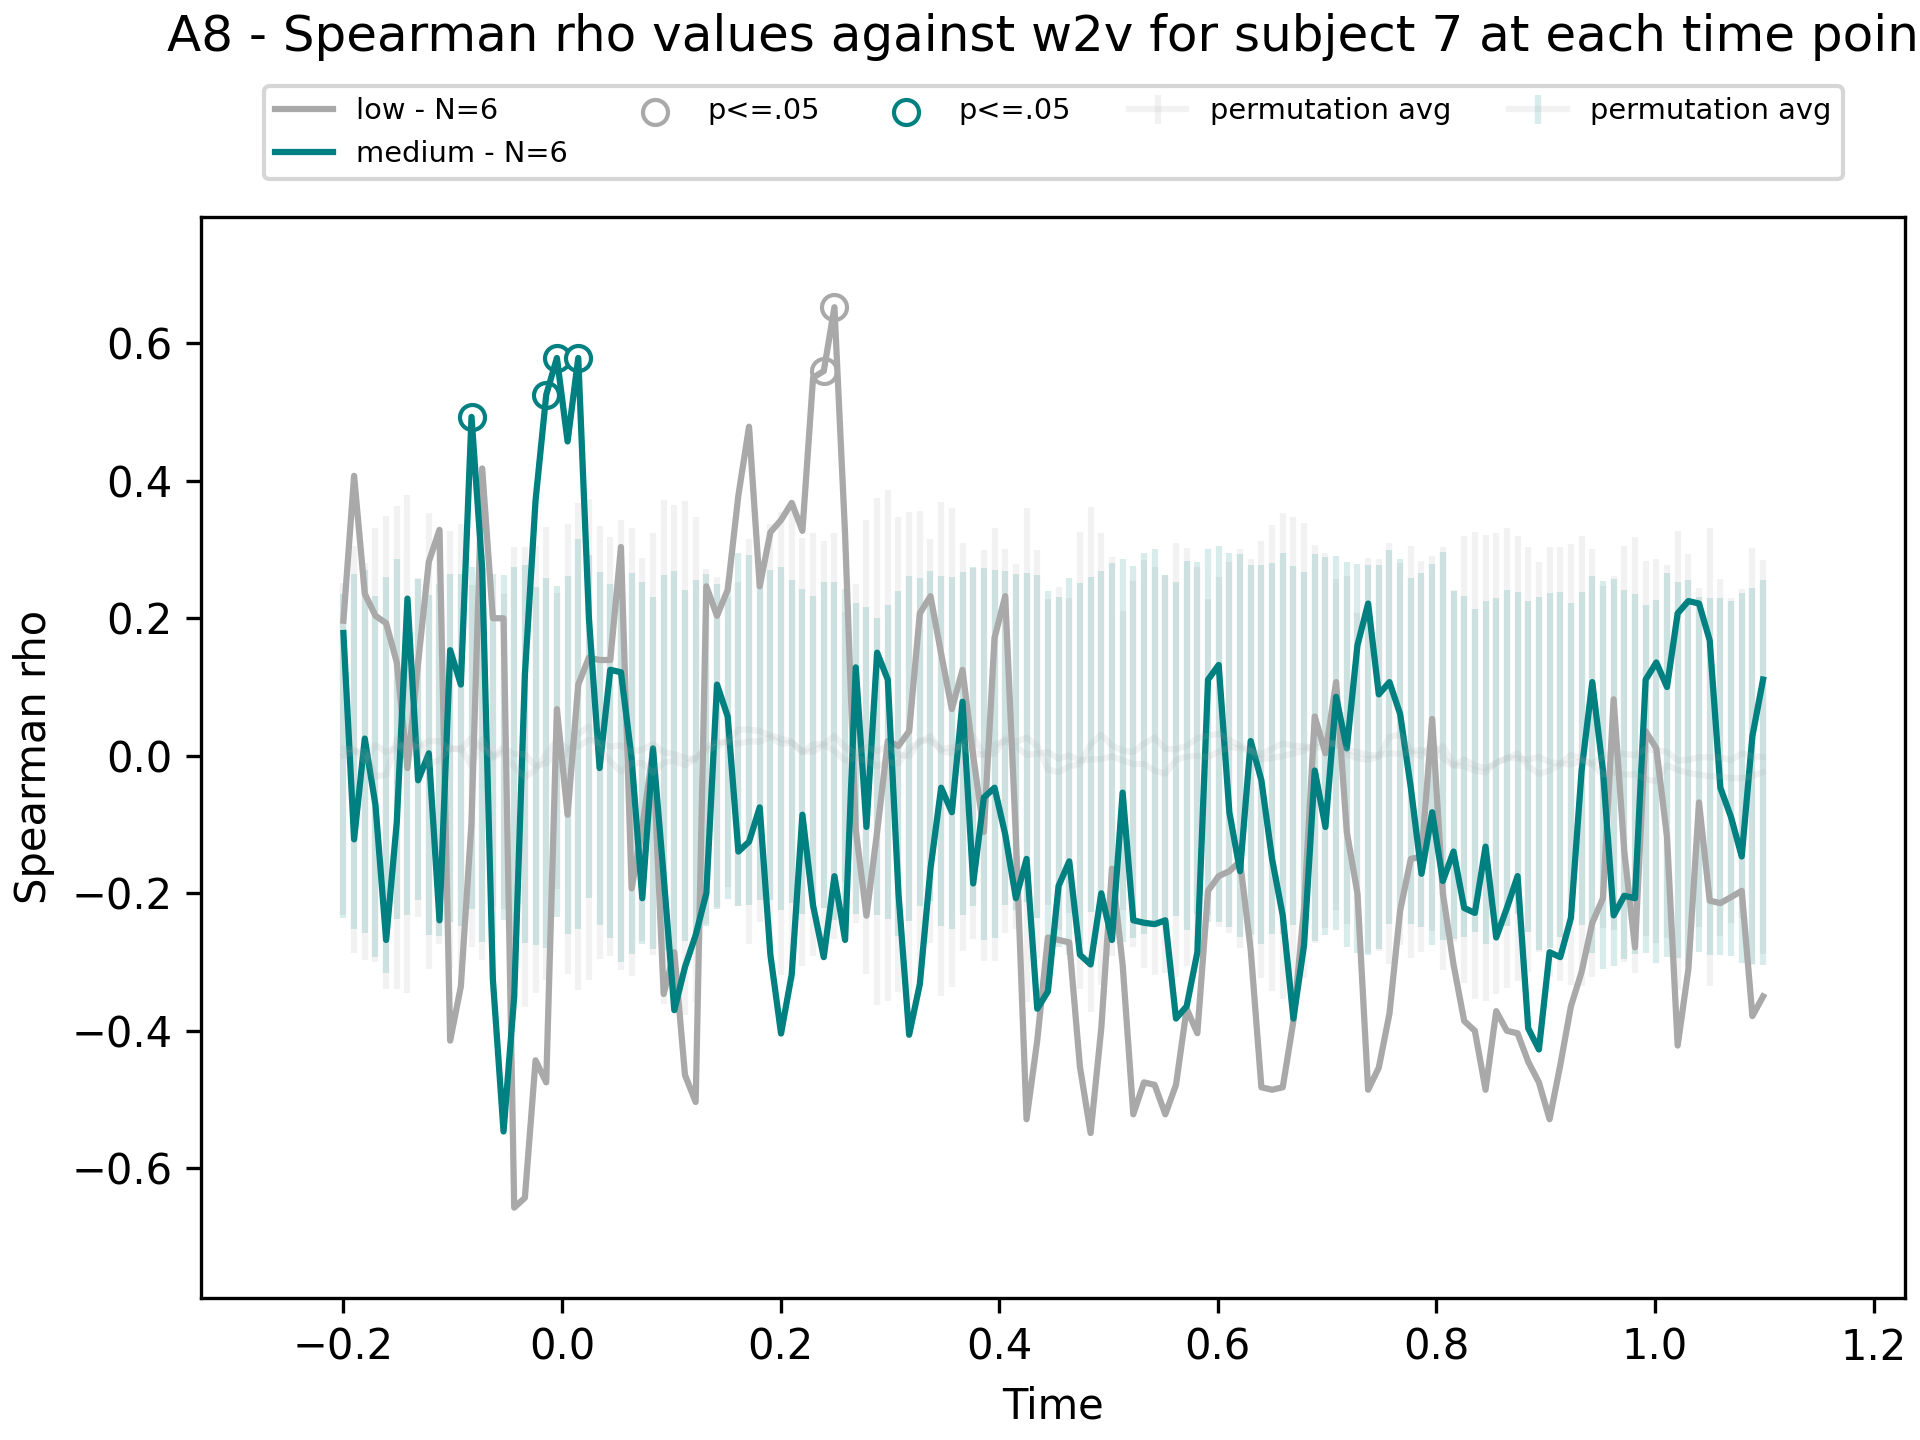 A8 - Spearman rho values against w2v for subject 7 at each time poin
low - N=6 p<=.05 p<=.05 permutation avg permutation avg
medium - N=6
Spearman rho
0.6
0.4
0.2
0.0
−0.2
−0.4
−0.6
−0.2 0.0 0.2 0.4 0.6 0.8 1.0 1.2
Time